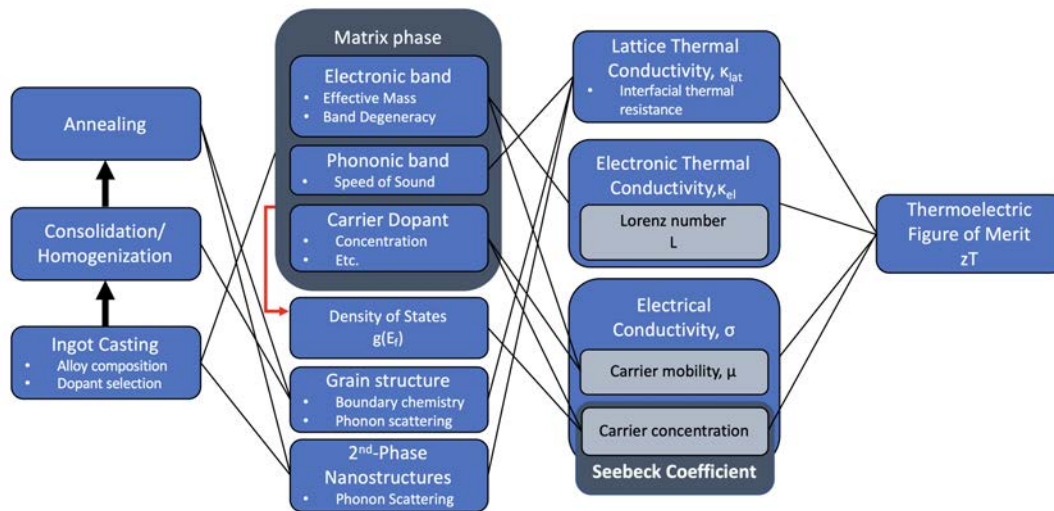 Annealing
Consolidation/
Homogenization
Ingot Casting
• Alloy composition
• Dopant selection
Matrix phase
Electronic band
• Effective Mass
• Band Degeneracy
Phononic band
• Speed of Sound
Carrier Dopant
• Concentration
• Etc.
Density of States
g(Ef)
Grain structure
• Boundary chemistry
• Phonon scattering
2nd-Phase
Nanostructures
• Phonon Scattering
Lattice Thermal
Conductivity, κlat
• Interfacial thermal
resistance
Electronic Thermal
Conductivity,κel
Lorenz number
L
Electrical
Conductivity, σ
Carrier mobility, μ
Carrier concentration
Seebeck Coefficient
Thermoelectric
Figure of Merit
zT